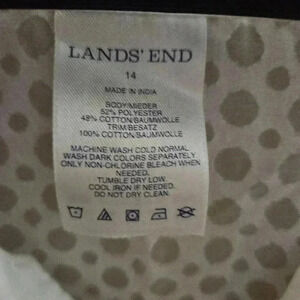 LANDS' END
14
MADE IN INDIA
BODY/MIEDER
52% POLYESTER
48% COTTON/BAUMWOLLE
TRIM/BESATZ
100% COTTON/BAUMWOLLE
MACHINE WASH COLD NORMAL
WASH DARK COLORS SEPARATELY
ONLY NON-CHLORINE BLEACH WHEN
NEEDED.
TUMBLE DRY LOW.
COOL IRON IF NEEDED.
DO NOT DRY CLEAN.